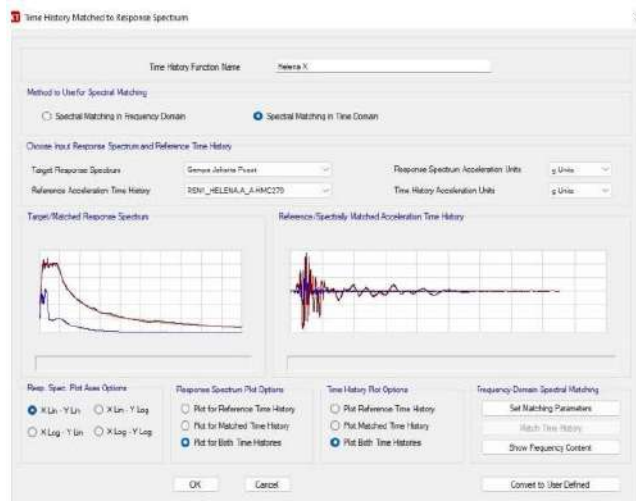 Time History Matched to Response Spectrum
Time History Function Name
Helena X
Method to Use for Spectral Matching
Spectral Matching in Frequency Domain
Spectral Matching in Time Domain
Choose Input Response Spectrum and Reference Time History
Target Response Spectrum
Gempa Jakarta Pusat
Response Spectrum Acceleration Units
g Units
Reference Acceleration Time History
RSN1_HELENA.A_A-HMC270
Time History Acceleration Units
g Units
Target/Matched Response Spectrum
Reference/Spectrally Matched Acceleration Time History
Resp. Spec. Plot Axes Options
X Lin - Y Lin
X Lin - Y Log
X Log - Y Lin
X Log - Y Log
Response Spectrum Plot Options
Plot for Reference Time History
Plot for Matched Time History
Plot for Both Time Histories
Time History Plot Options
Plot Reference Time History
Plot Matched Time History
Plot Both Time Histories
Frequency-Domain Spectral Matching
Set Matching Parameters
Match Time History
Show Frequency Content
OK
Cancel
Convert to User Defined